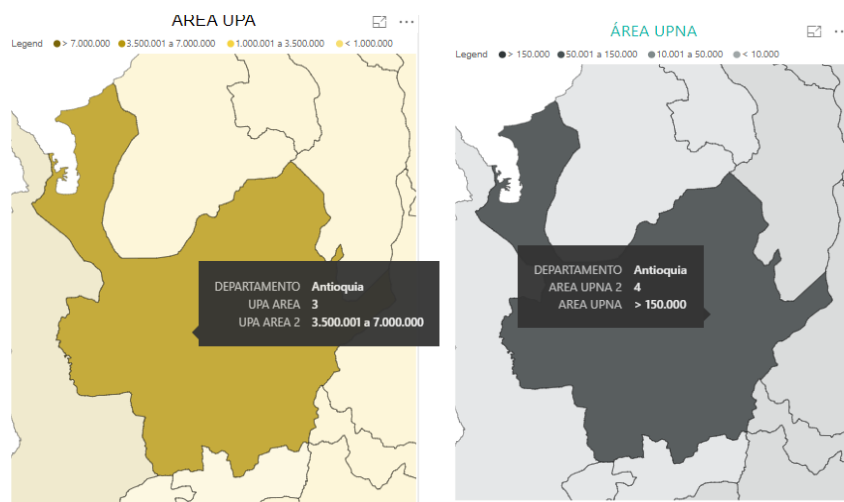 ÁREA UPA
Legend > 7.000.000 3.500.001 a 7.000.000 1.000.001 a 3.500.000 < 1.000.000
DEPARTAMENTO Antioquia
UPA AREA 3
UPA AREA 2 3.500.001 a 7.000.000
ÁREA UPNA
Legend > 150.000 50.001 a 150.000 10.001 a 50.000 < 10.000
DEPARTAMENTO Antioquia
AREA UPNA 2 4
AREA UPNA > 150.000